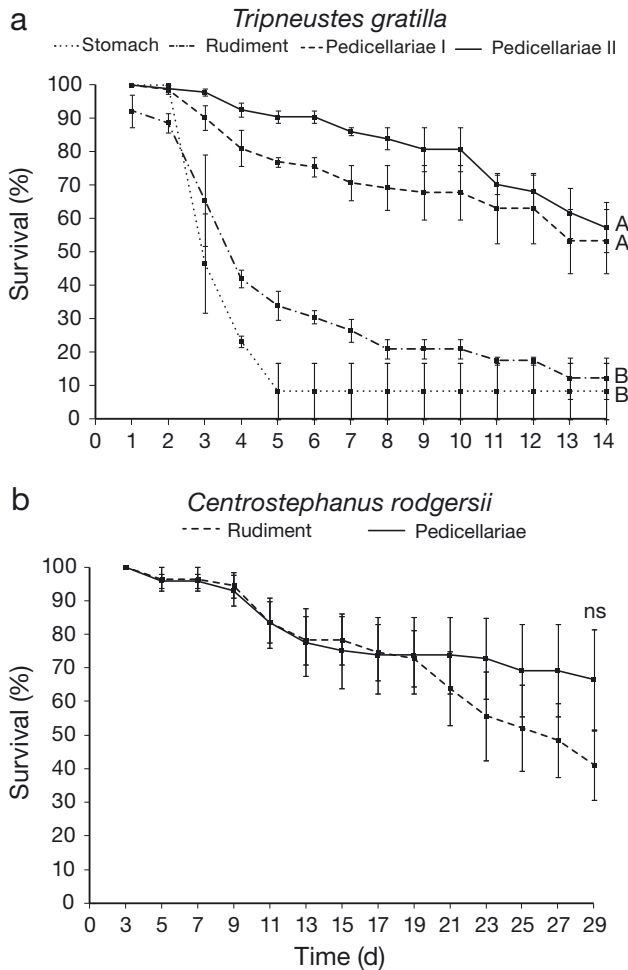 a
Tripneustes gratilla
Stomach Rudiment Pedicellariae I Pedicellariae II
Survival (%)
100
90
80
70
60
50
40
30
20
10
0
A
A
B
B
0 1 2 3 4 5 6 7 8 9 10 11 12 13 14
b
Centrostephanus rodgersii
Rudiment Pedicellariae
Survival (%)
100
90
80
70
60
50
40
30
20
10
0
ns
0 3 5 7 9 11 13 15 17 19 21 23 25 27 29
Time (d)